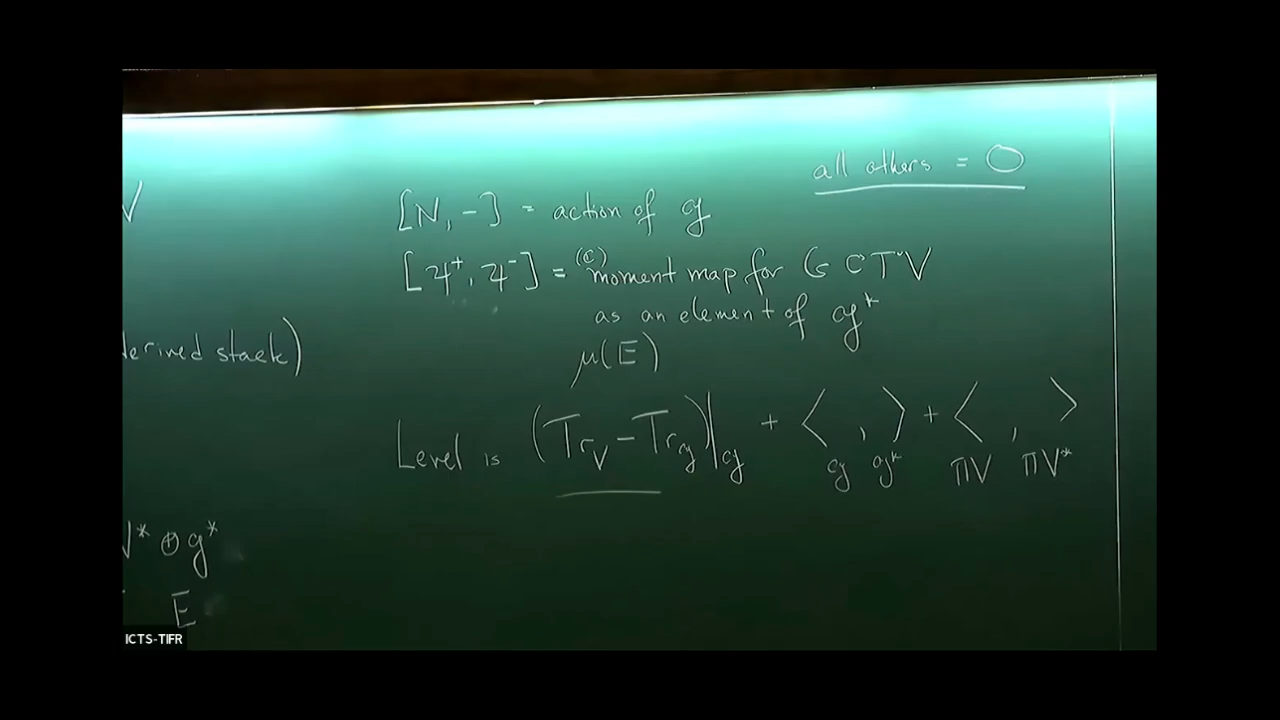 all others = 0
V
[N, -] = action of g
[ψ⁺, ψ⁻] = (ℂ) moment map for G ↻ T*V
as an element of g*
μ(E)
derived stack)
Level is (Tr_V - Tr_g)|_g + ⟨ , ⟩ + ⟨ , ⟩
g g* ΠV ΠV*
V* ⊕ g*
E
ICTS-TIFR